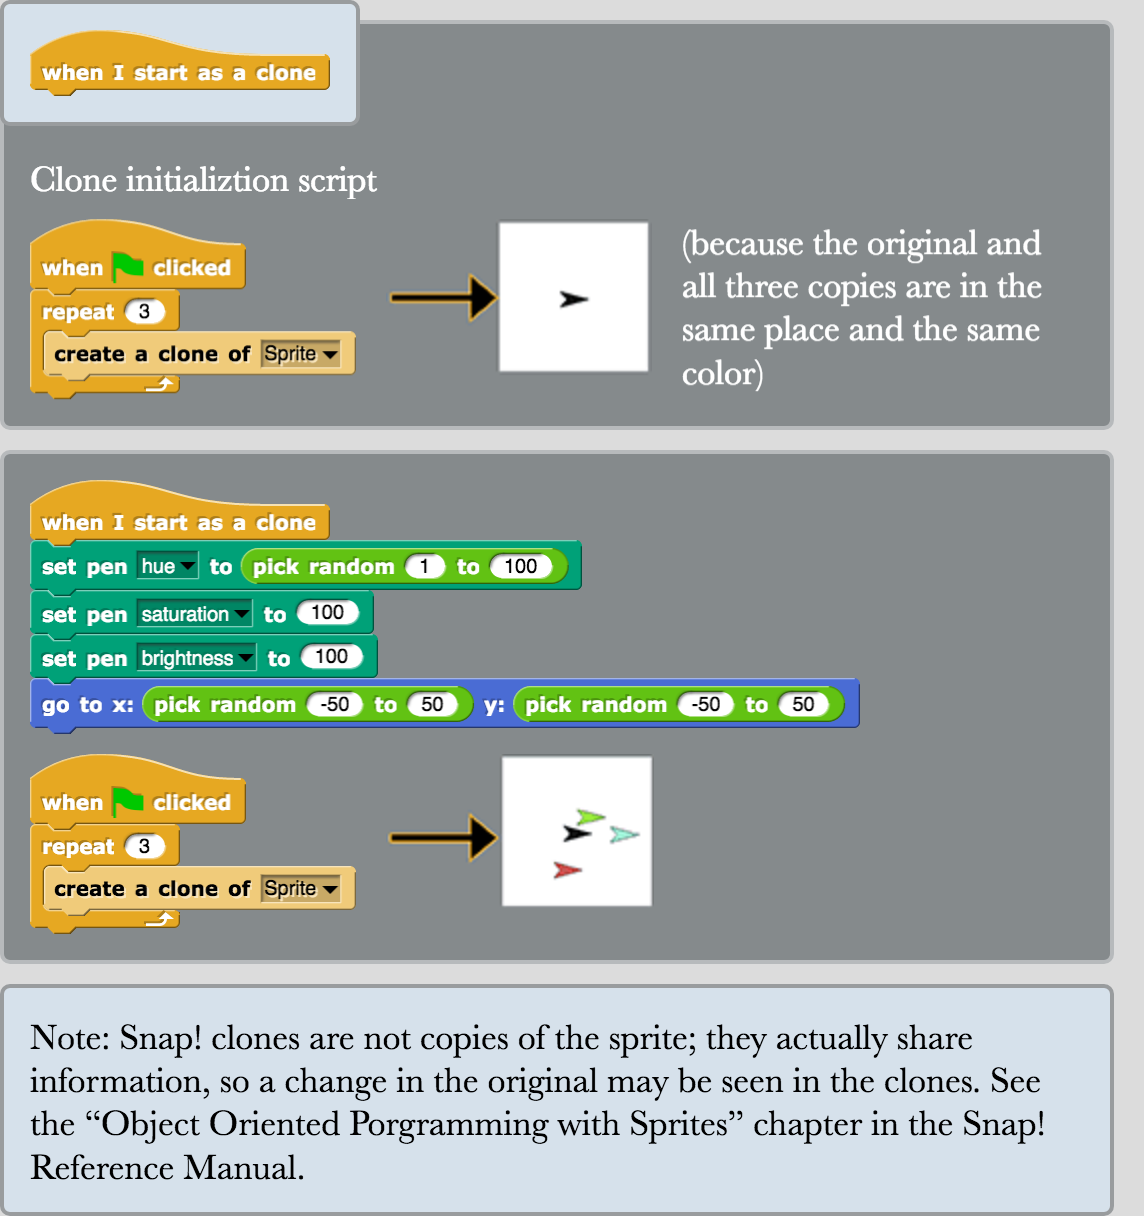 when I start as a clone
Clone initializtion script
when clicked
repeat 3
create a clone of Sprite
(because the original and
all three copies are in the
same place and the same
color)
when I start as a clone
set pen hue to pick random 1 to 100
set pen saturation to 100
set pen brightness to 100
go to x: pick random -50 to 50 y: pick random -50 to 50
when clicked
repeat 3
create a clone of Sprite
Note: Snap! clones are not copies of the sprite; they actually share
information, so a change in the original may be seen in the clones. See
the “Object Oriented Porgramming with Sprites” chapter in the Snap!
Reference Manual.